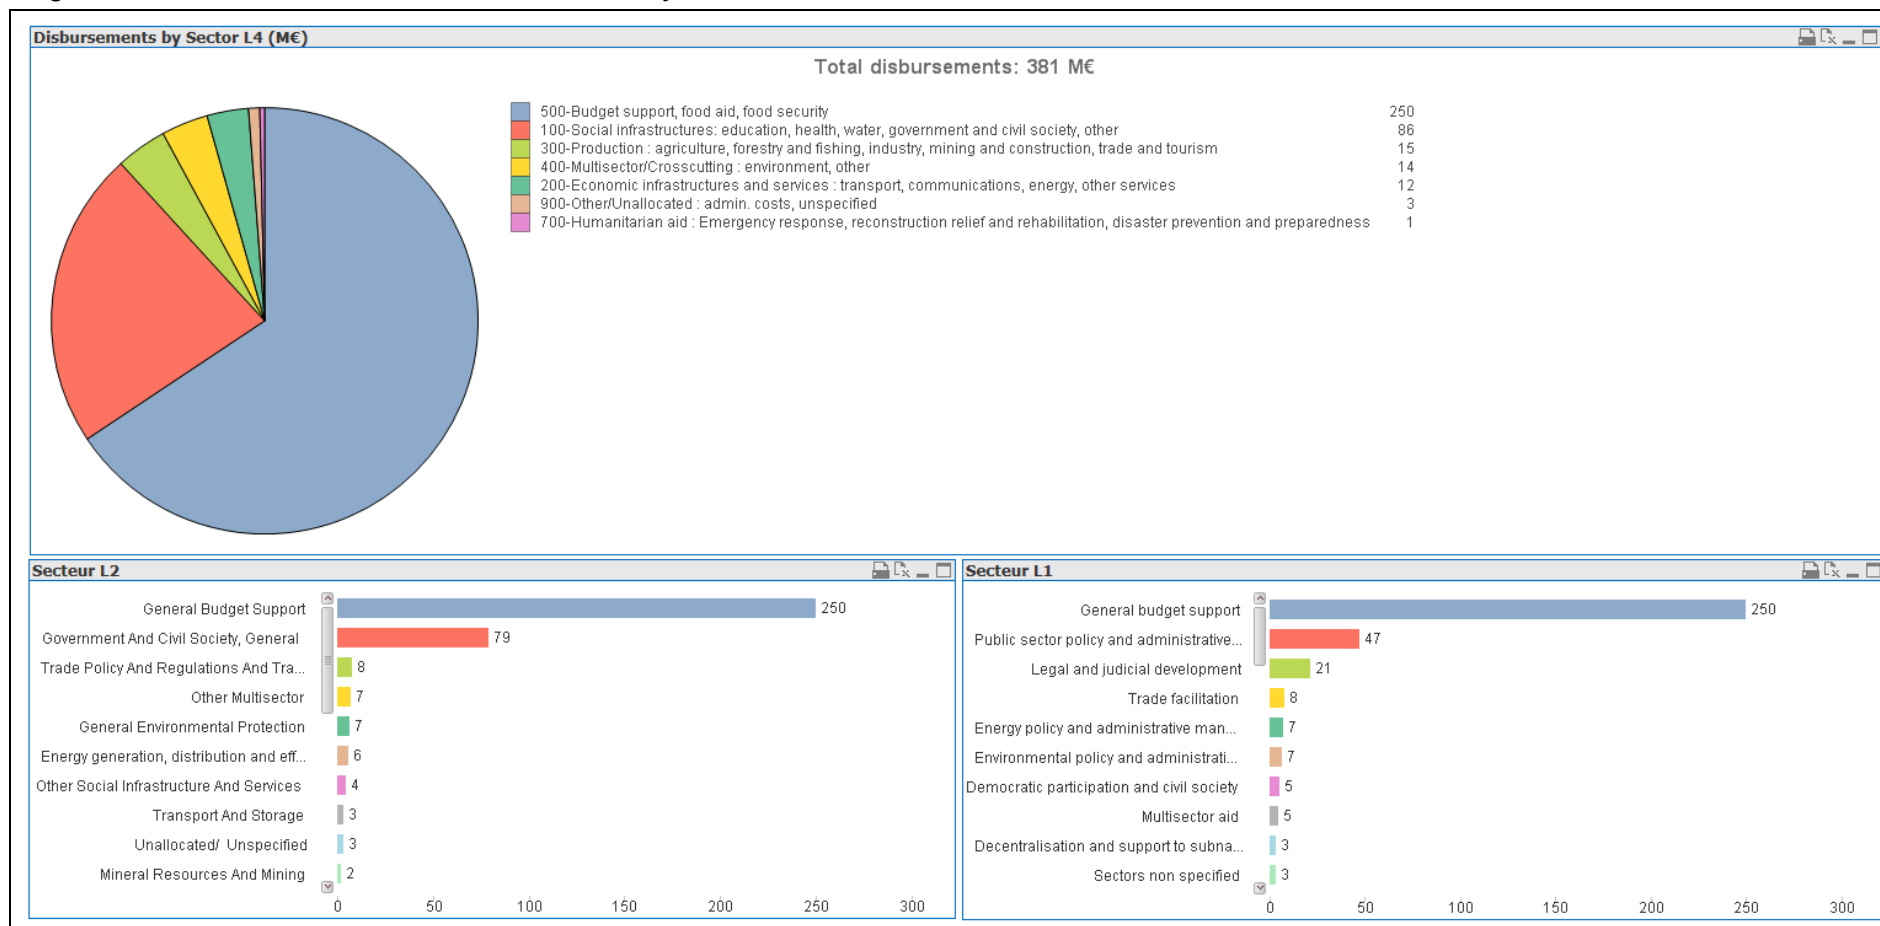 Disbursements by Sector L4 (M€)
Total disbursements: 381 M€
500-Budget support, food aid, food security 250
100-Social infrastructures: education, health, water, government and civil society, other 86
300-Production : agriculture, forestry and fishing, industry, mining and construction, trade and tourism 15
400-Multisector/Crosscutting : environment, other 14
200-Economic infrastructures and services : transport, communications, energy, other services 12
900-Other/Unallocated : admin. costs, unspecified 3
700-Humanitarian aid : Emergency response, reconstruction relief and rehabilitation, disaster prevention and preparedness 1
Secteur L2
General Budget Support 250
Government And Civil Society, General 79
Trade Policy And Regulations And Tra... 8
Other Multisector 7
General Environmental Protection 7
Energy generation, distribution and eff... 6
Other Social Infrastructure And Services 4
Transport And Storage 3
Unallocated/ Unspecified 3
Mineral Resources And Mining 2
0 50 100 150 200 250 300
Secteur L1
General budget support 250
Public sector policy and administrative... 47
Legal and judicial development 21
Trade facilitation 8
Energy policy and administrative man... 7
Environmental policy and administrati... 7
Democratic participation and civil society 5
Multisector aid 5
Decentralisation and support to subna... 3
Sectors non specified 3
0 50 100 150 200 250 300